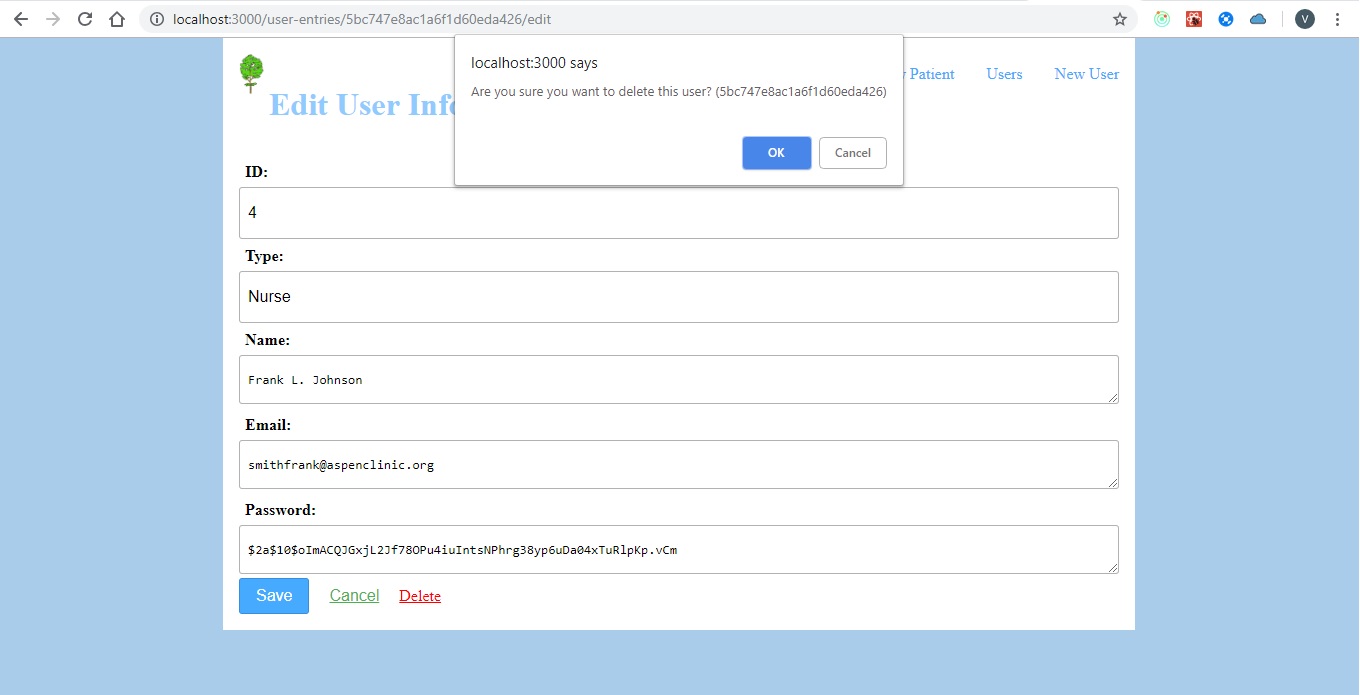 localhost:3000/user-entries/5bc747e8ac1a6f1d60eda426/edit
V
localhost:3000 says
Are you sure you want to delete this user? (5bc747e8ac1a6f1d60eda426)
OK
Cancel
Patient
Users
New User
Edit User Info
ID:
4
Type:
Nurse
Name:
Frank L. Johnson
Email:
smithfrank@aspenclinic.org
Password:
$2a$10$oImACQJGxjL2Jf78OPu4iuIntsNPhrg38yp6uDa04xTuRlpKp.vCm
Save
Cancel
Delete